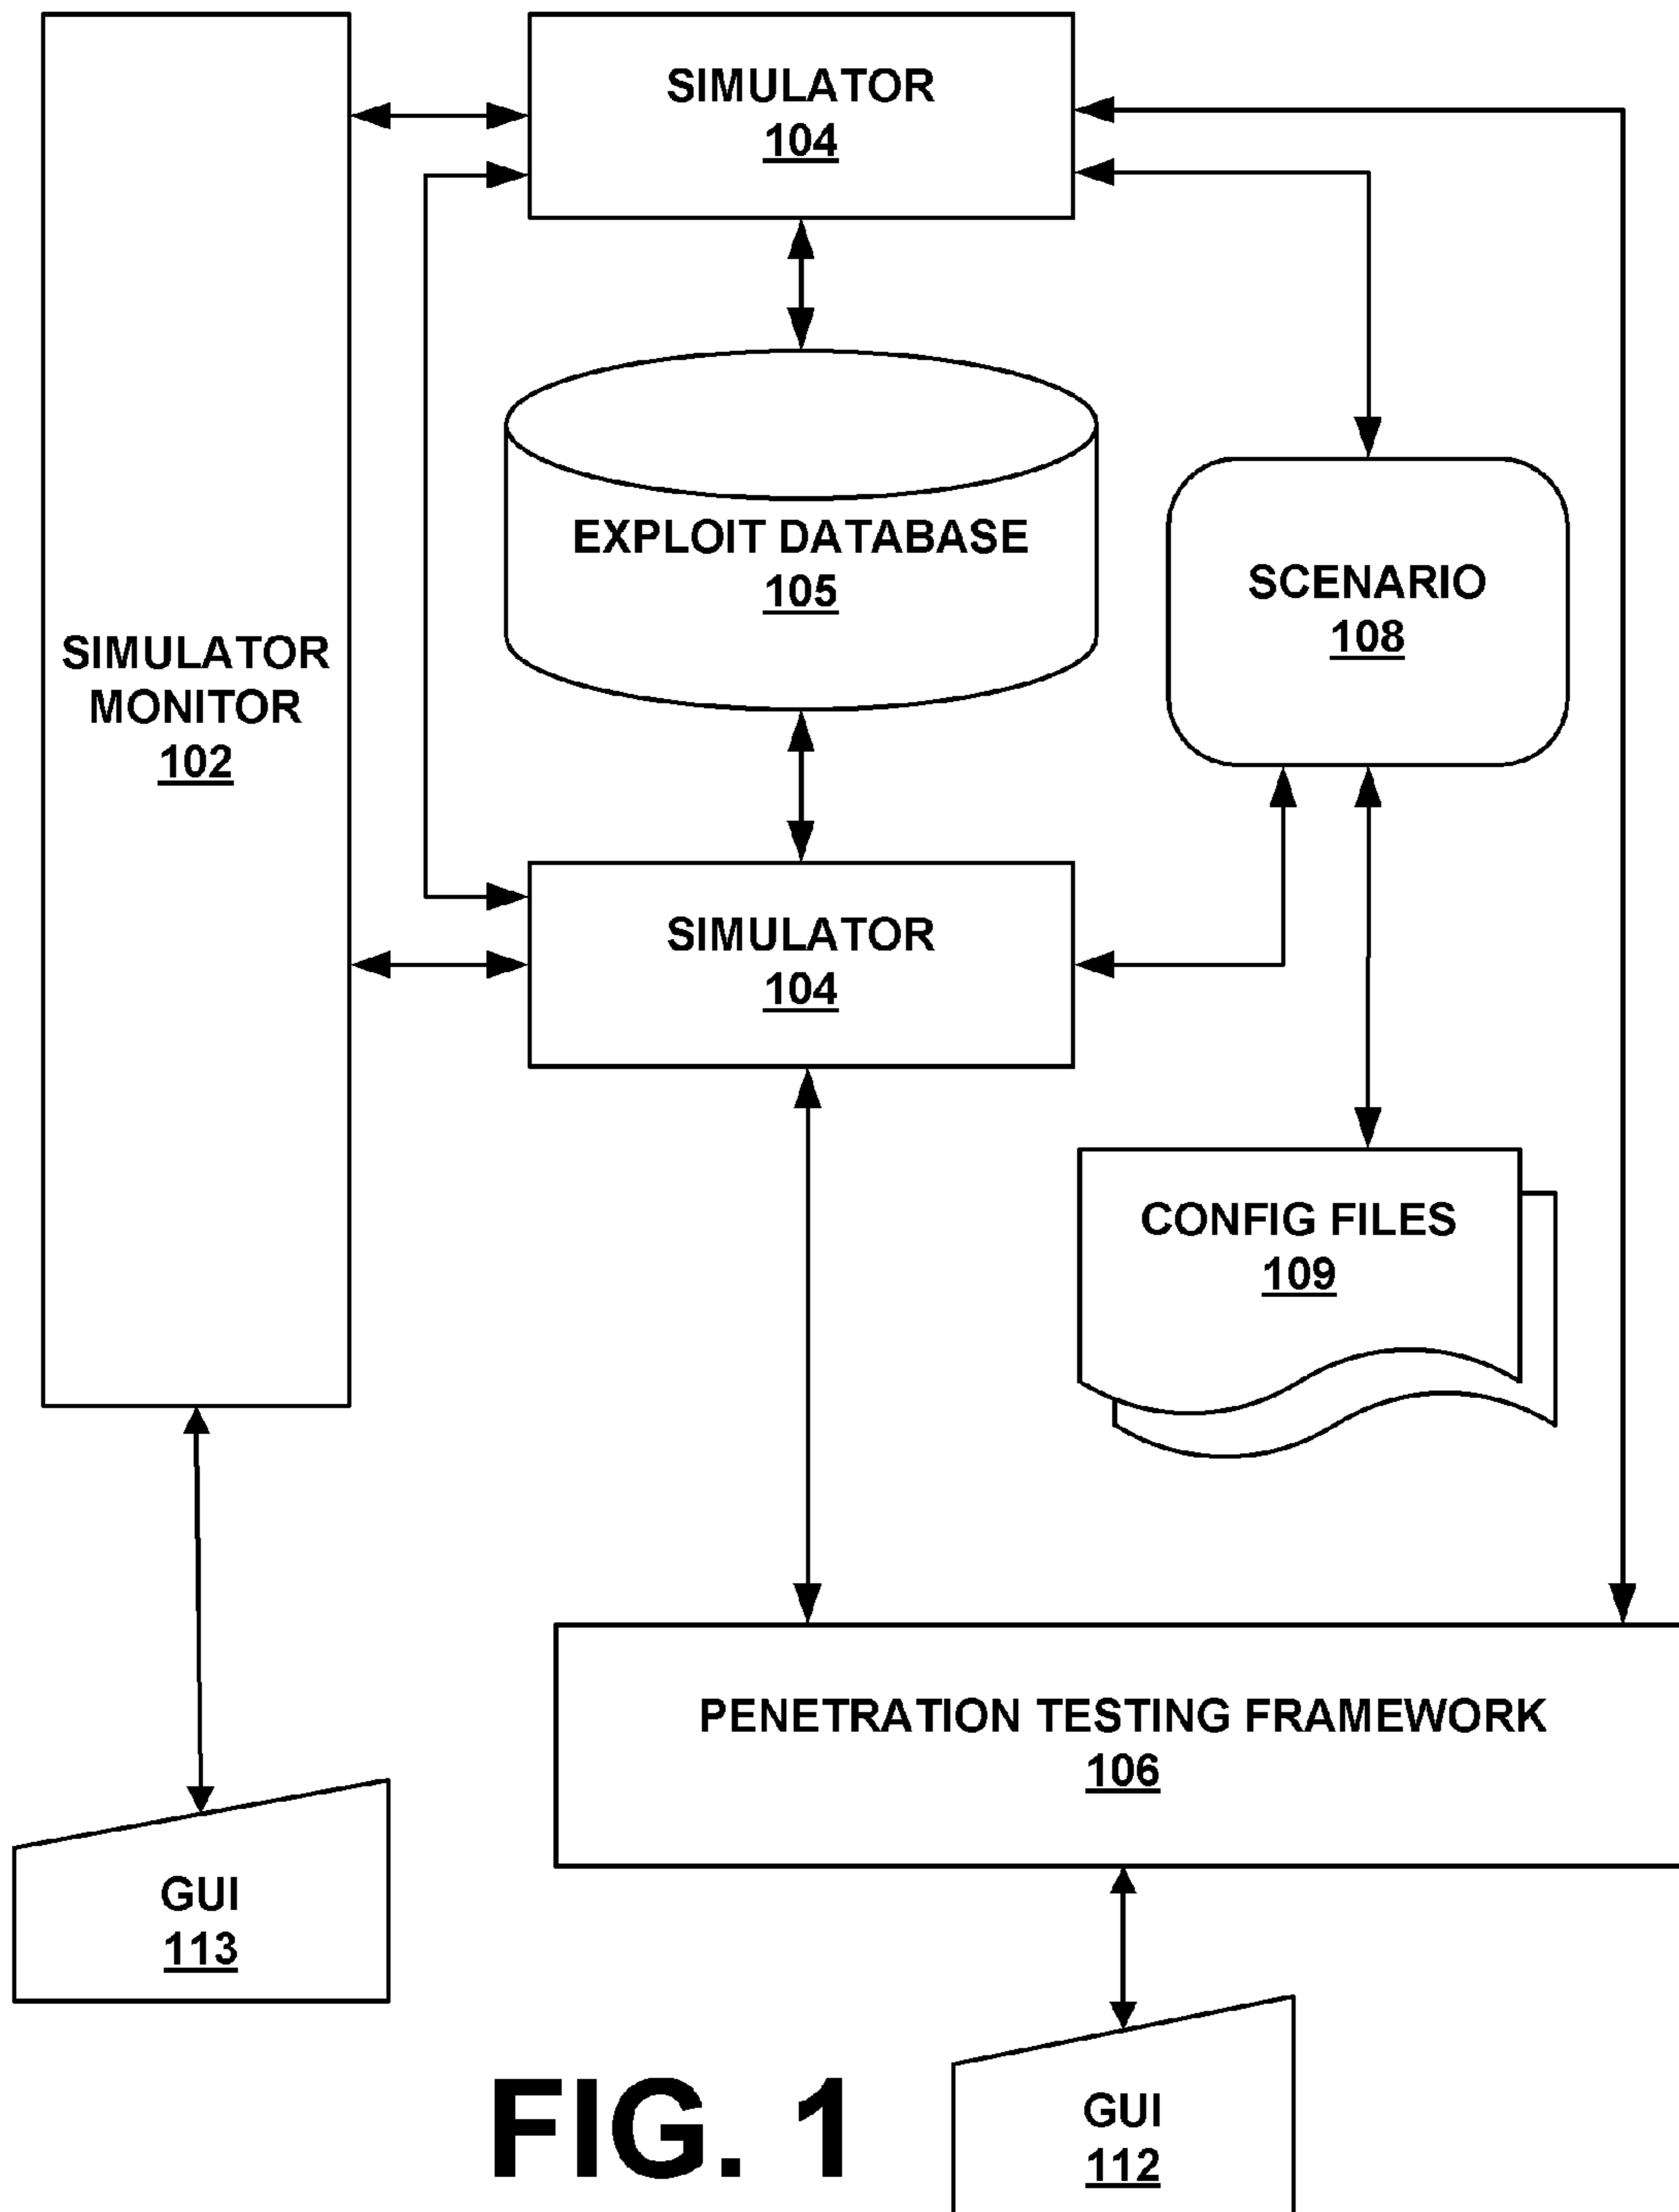 SIMULATOR
104
EXPLOIT DATABASE
105
SCENARIO
108
SIMULATOR
MONITOR
102
SIMULATOR
104
CONFIG FILES
109
PENETRATION TESTING FRAMEWORK
106
GUI
113
GUI
112
FIG. 1